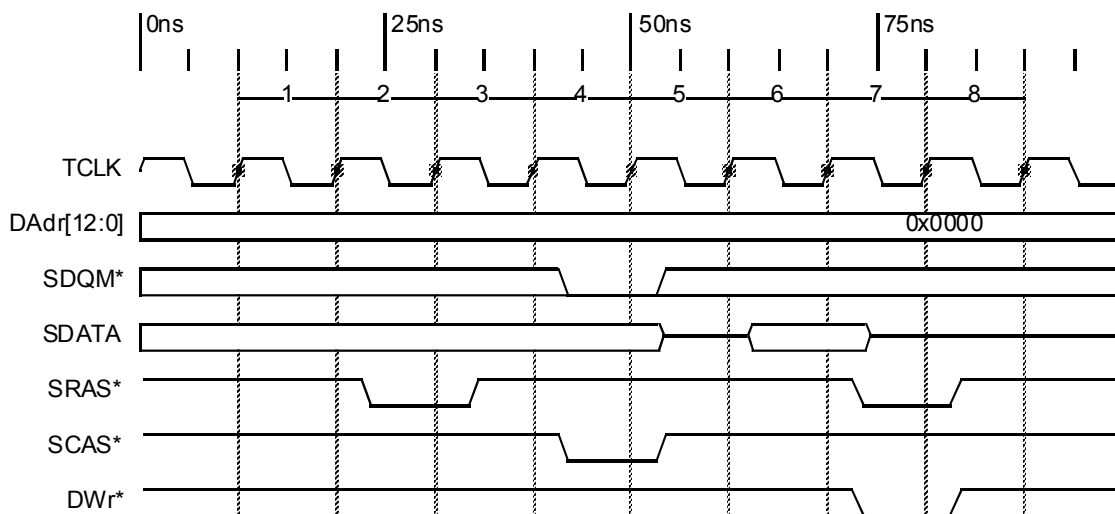 0ns 25ns 50ns 75ns
1 2 3 4 5 6 7 8
TCLK
DAdr[12:0] 0x0000
SDQM*
SDATA
SRAS*
SCAS*
DWr*